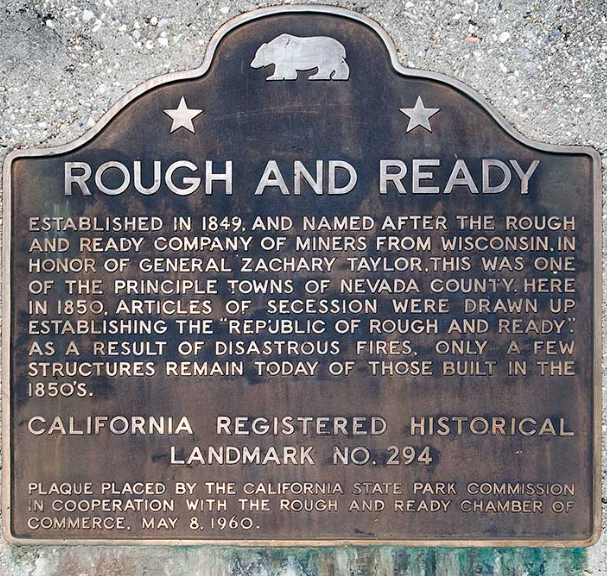 ROUGH AND READY
ESTABLISHED IN 1849, AND NAMED AFTER THE ROUGH
AND READY COMPANY OF MINERS FROM WISCONSIN, IN
HONOR OF GENERAL ZACHARY TAYLOR, THIS WAS ONE
OF THE PRINCIPLE TOWNS OF NEVADA COUNTY. HERE
IN 1850, ARTICLES OF SECESSION WERE DRAWN UP
ESTABLISHING THE "REPUBLIC OF ROUGH AND READY".
AS A RESULT OF DISASTROUS FIRES, ONLY A FEW
STRUCTURES REMAIN TODAY OF THOSE BUILT IN THE
1850'S.
CALIFORNIA REGISTERED HISTORICAL
LANDMARK NO. 294
PLAQUE PLACED BY THE CALIFORNIA STATE PARK COMMISSION
IN COOPERATION WITH THE ROUGH AND READY CHAMBER OF
COMMERCE, MAY 8, 1960.